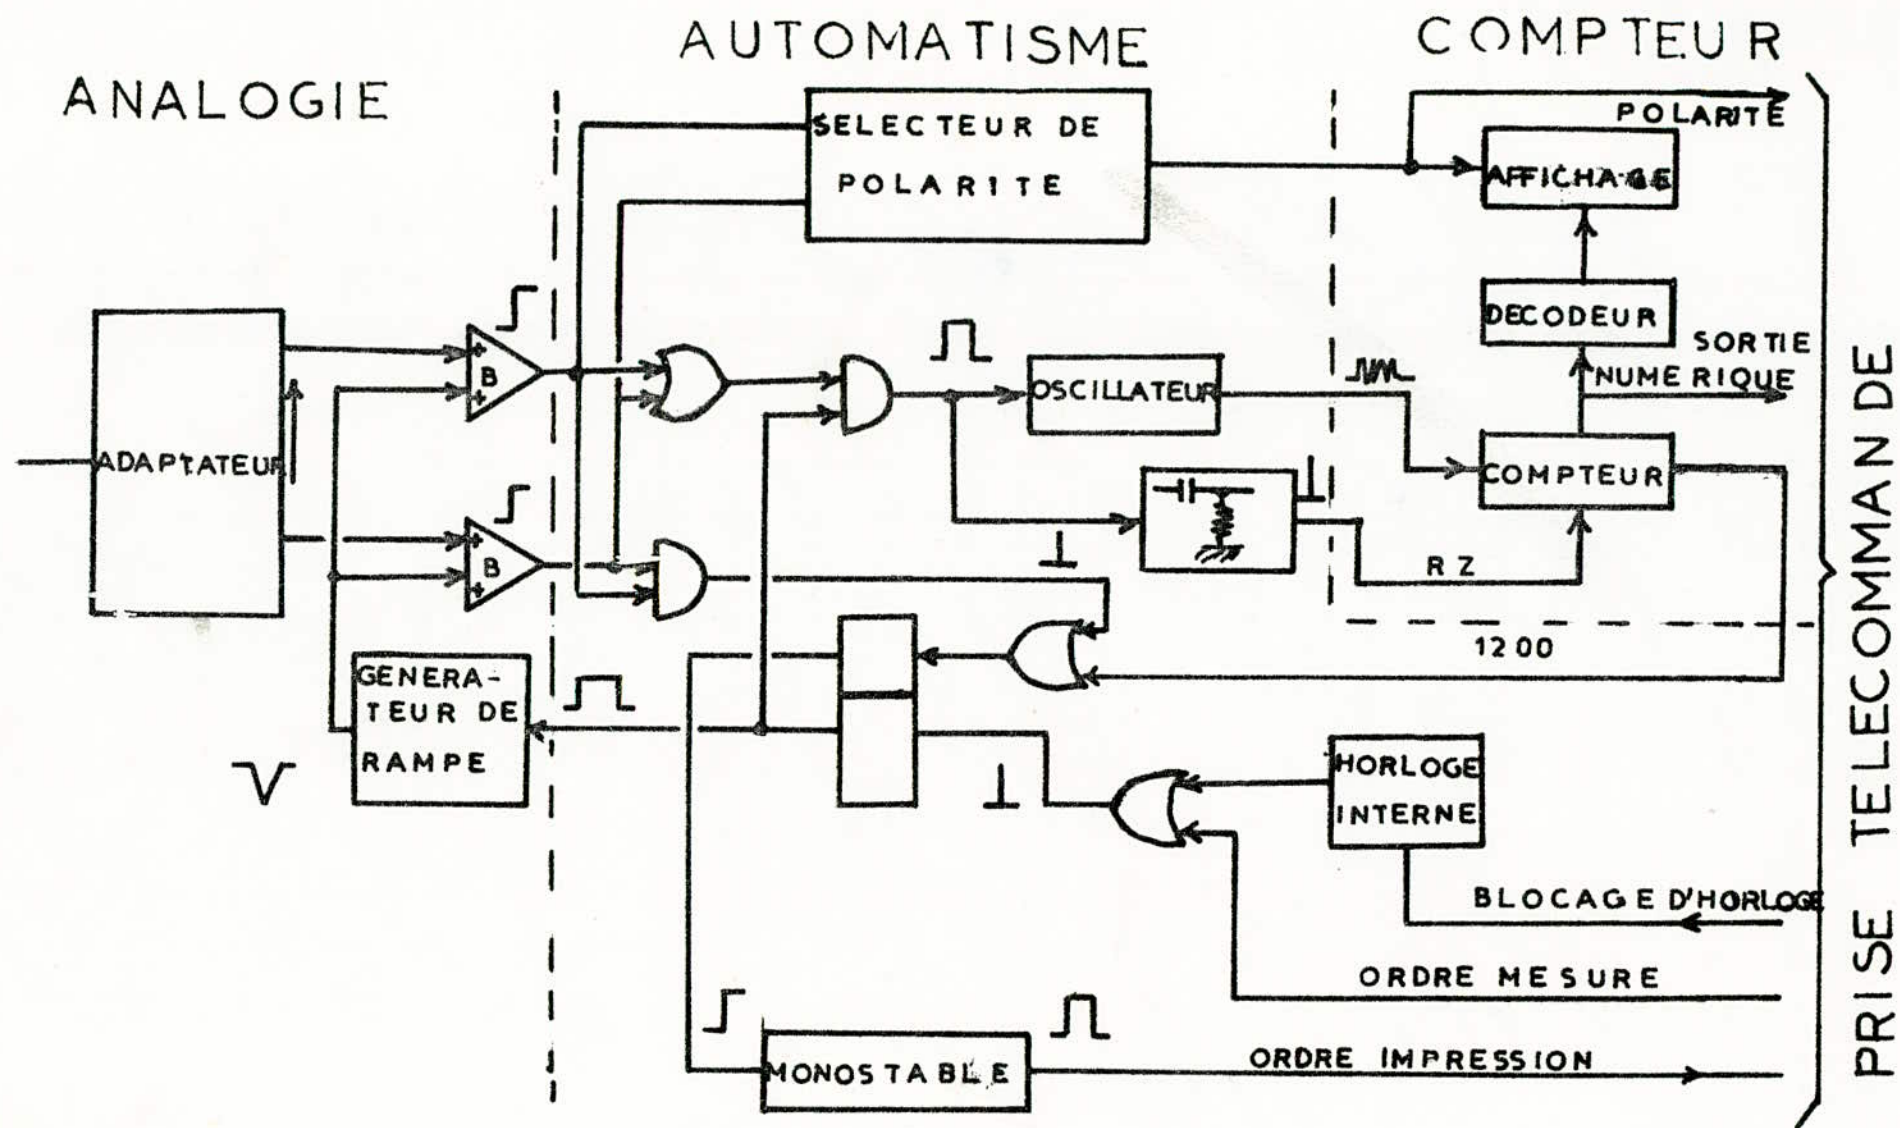 ANALOGIE
AUTOMATISME
COMPTEUR
SELECTEUR DE
POLARITE
POLARITÉ
AFFICHAGE
DECODEUR
SORTIE
NUMERIQUE
+
B
+
OSCILLATEUR
COMPTEUR
ADAPTATEUR
+
B
+
RZ
1200
GENERA-
TEUR DE
RAMPE
HORLOGE
INTERNE
BLOCAGE D'HORLOGE
ORDRE MESURE
MONOSTABLE
ORDRE IMPRESSION
PRISE TELECOMMANDE